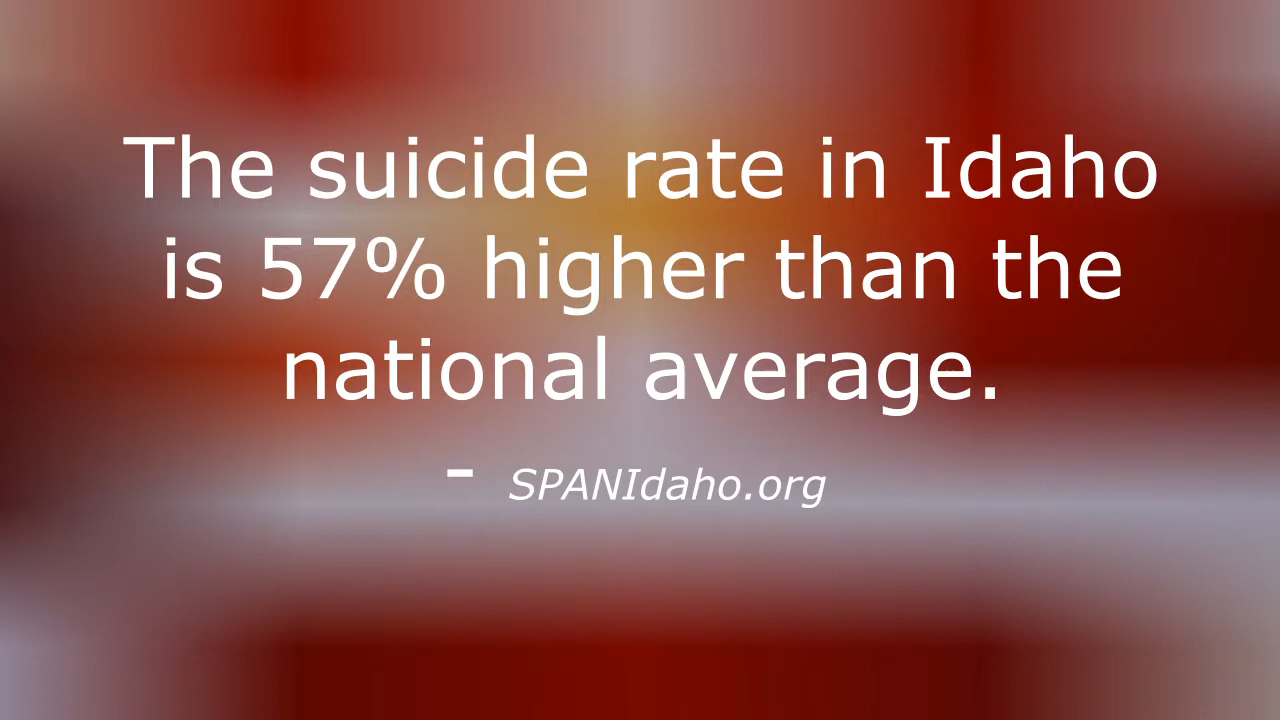 The suicide rate in Idaho
is 57% higher than the
national average.
- SPANIdaho.org